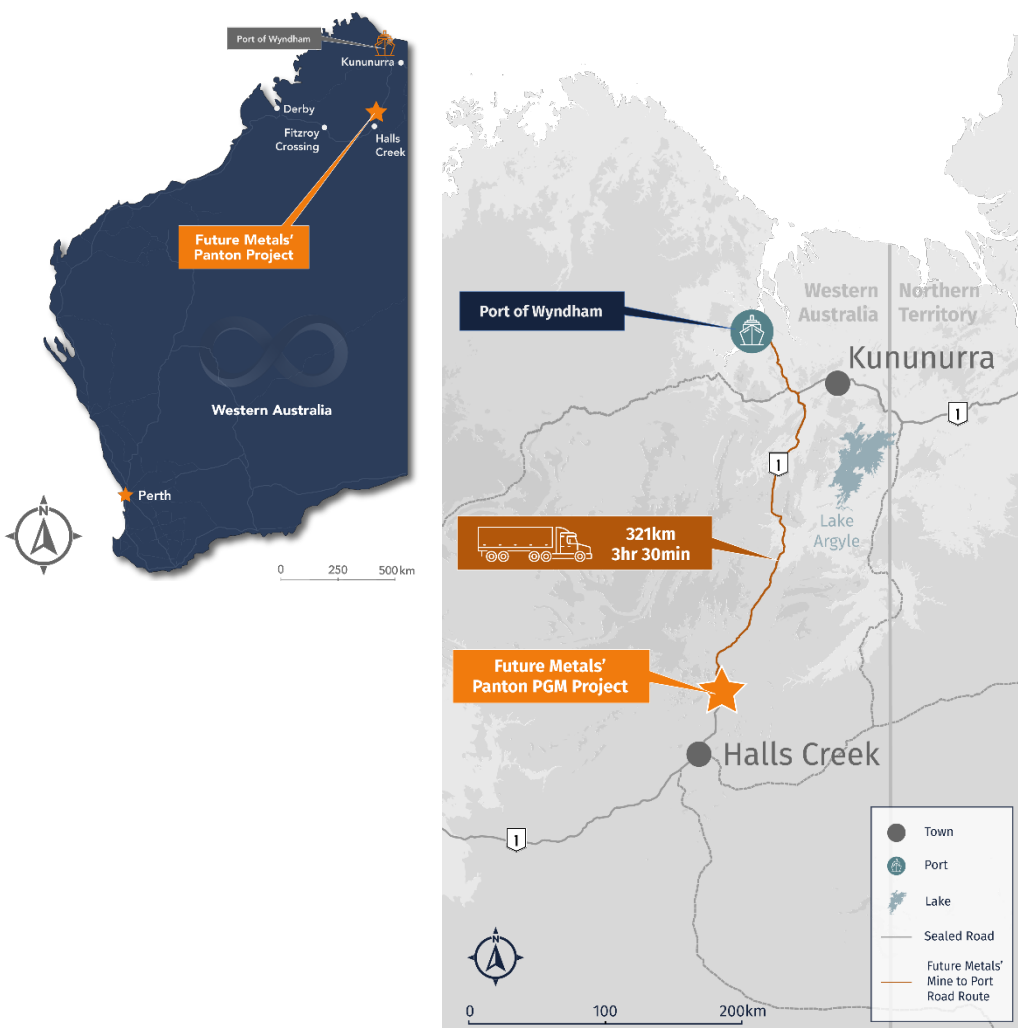 Port of Wyndham
Kununurra
Derby
Fitzroy
Crossing
Halls
Creek
Future Metals'
Panton Project
Western Australia
Perth
N
0 250 500 km
Western
Australia
Northern
Territory
Port of Wyndham
Kununurra
1
1
Lake
Argyle
321km
3hr 30min
Future Metals'
Panton PGM Project
Halls Creek
1
Town
Port
Lake
Sealed Road
Future Metals'
Mine to Port
Road Route
N
0 100 200km